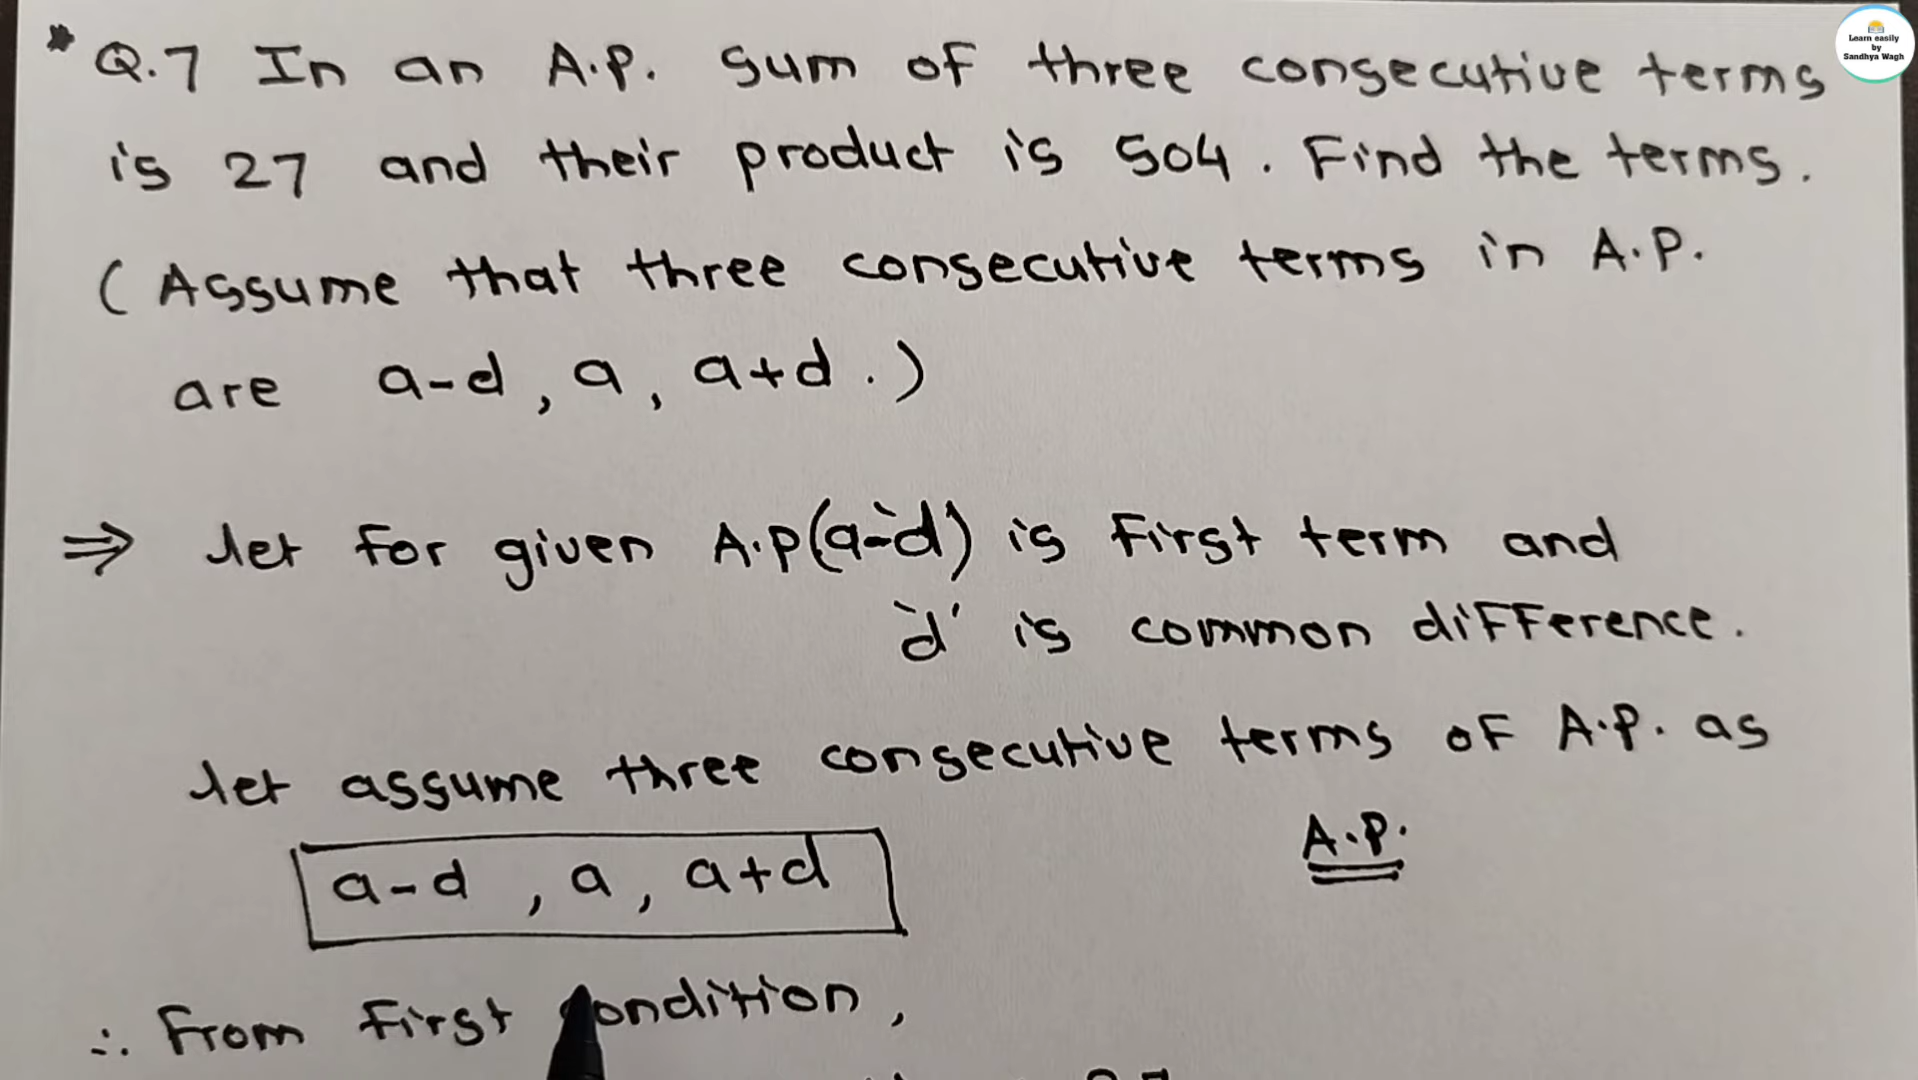 * Q.7 In an A.P. sum of three consecutive terms
is 27 and their product is 504. Find the terms.
(Assume that three consecutive terms in A.P.
are a-d, a, a+d.)
⇒ let for given A.P(a-d) is first term and
'd' is common difference.
let assume three consecutive terms of A.P. as
a-d, a, a+d
A.P.
∴ From first condition,
Learn easily
by
Sandhya Wagh